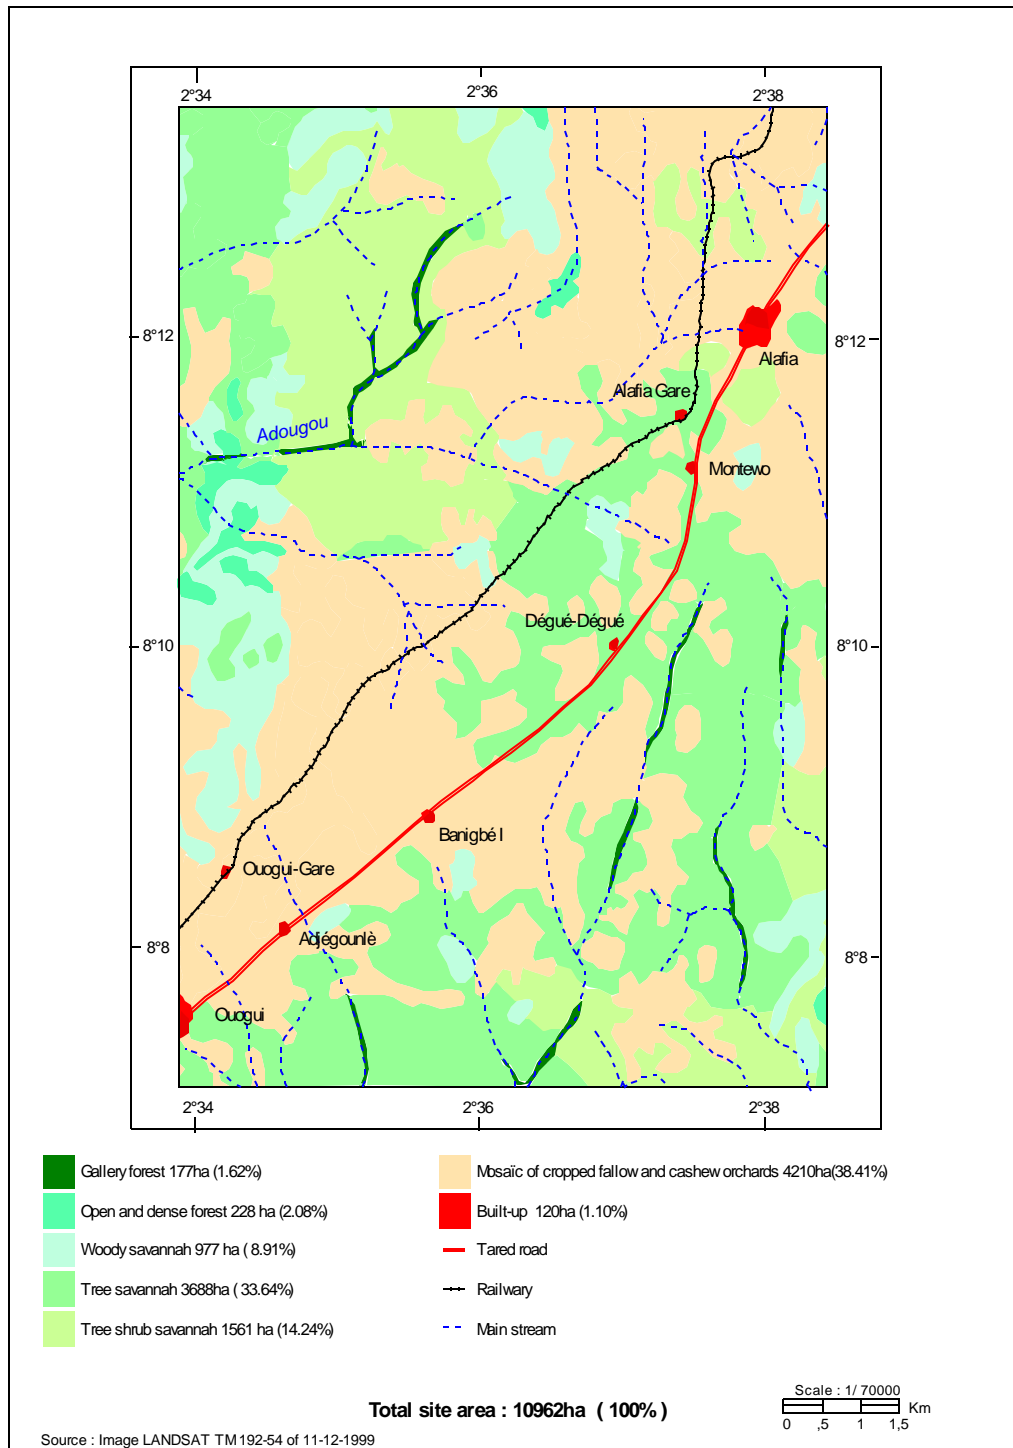 2°34 2°36 2°38
8°12 8°12
Alafia
Alafia Gare
Adougou
Montewo
Dégué-Dégué
8°10 8°10
Banigbé I
Ouogui-Gare
Adjégounlè
8°8 8°8
Ouogui
2°34 2°36 2°38
Gallery forest 177ha (1.62%)
Open and dense forest 228 ha (2.08%)
Woody savannah 977 ha ( 8.91%)
Tree savannah 3688ha ( 33.64%)
Tree shrub savannah 1561 ha (14.24%)
Mosaïc of cropped fallow and cashew orchards 4210ha(38.41%)
Built-up 120ha (1.10%)
Tared road
Railwary
Main stream
Scale : 1/ 70000
Km
0 ,5 1 1,5
Total site area : 10962ha ( 100% )
Source : Image LANDSAT TM 192-54 of 11-12-1999